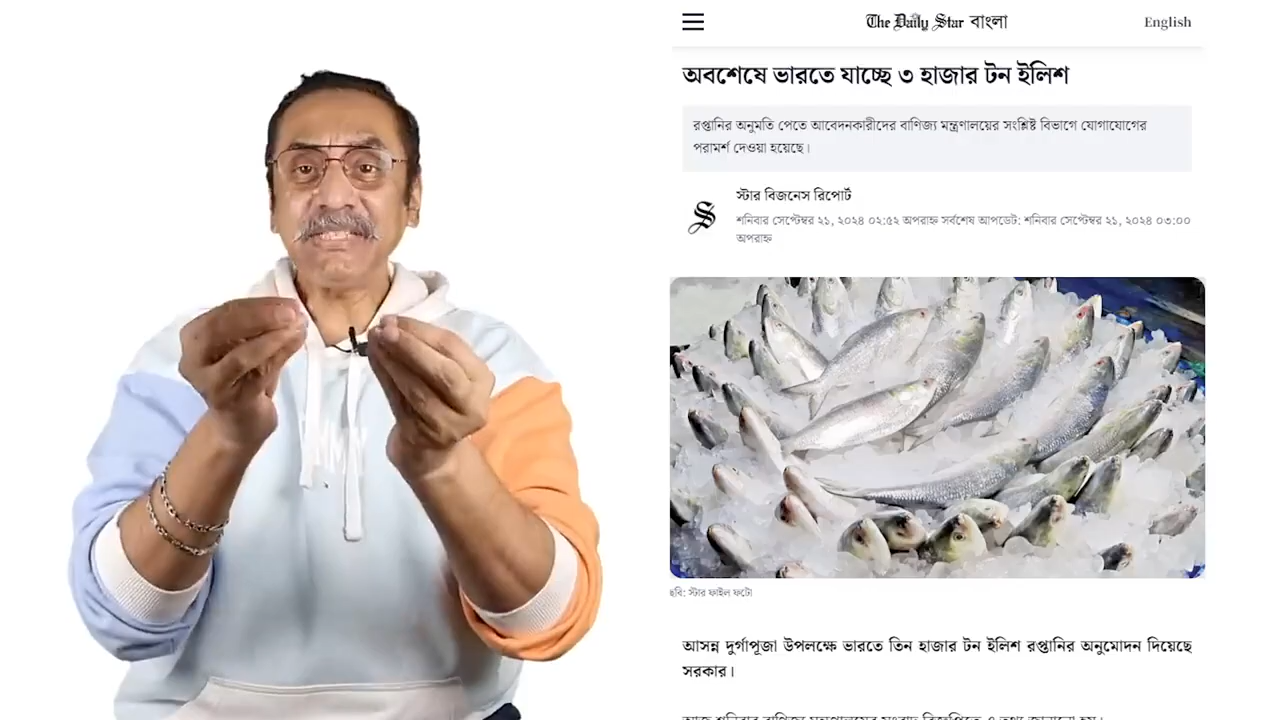 The Daily Star বাংলা
English
অবশেষে ভারতে যাচ্ছে ৩ হাজার টন ইলিশ
রপ্তানির অনুমতি পেতে আবেদনকারীদের বাণিজ্য মন্ত্রণালয়ের সংশ্লিষ্ট বিভাগে যোগাযোগের
পরামর্শ দেওয়া হয়েছে।
স্টার বিজনেস রিপোর্ট
শনিবার সেপ্টেম্বর ২১, ২০২৪ ০২:৫২ অপরাহ্ন সর্বশেষ আপডেট: শনিবার সেপ্টেম্বর ২১, ২০২৪ ০৩:০০
অপরাহ্ন
ছবি: স্টার ফাইল ফটো
আসন্ন দুর্গাপূজা উপলক্ষে ভারতে তিন হাজার টন ইলিশ রপ্তানির অনুমোদন দিয়েছে
সরকার।